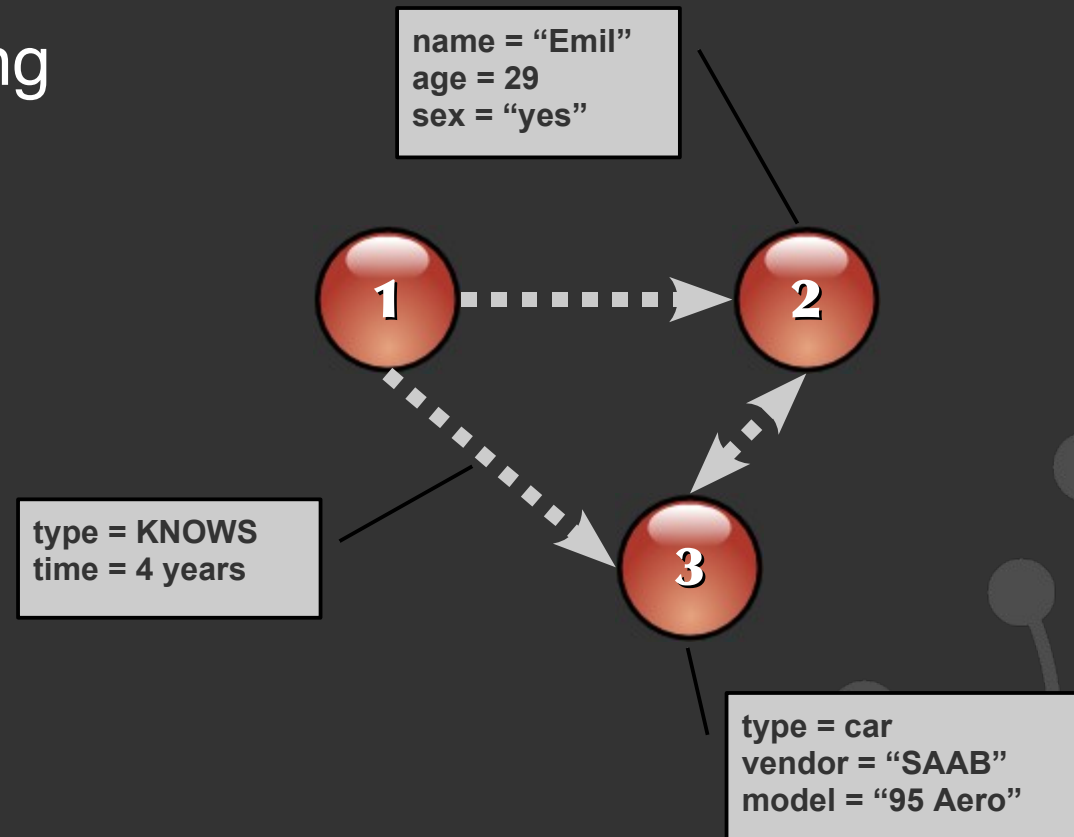 ng
name = “Emil”
age = 29
sex = “yes”
1
2
type = KNOWS
time = 4 years
3
type = car
vendor = “SAAB”
model = “95 Aero”